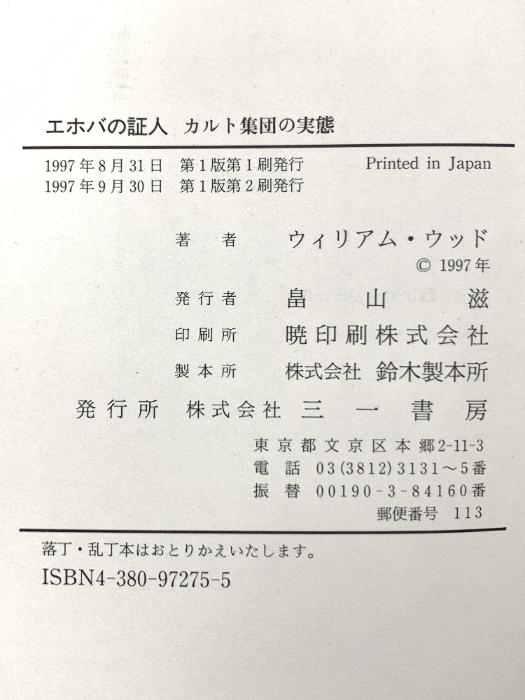 エホバの証人 カルト集団の実態
1997年8月31日 第1版第1刷発行 Printed in Japan
1997年9月30日 第1版第2刷発行
著者 ウィリアム・ウッド
© 1997年
発行者 畠山滋
印刷所 暁印刷株式会社
製本所 株式会社 鈴木製本所
発行所 株式会社 三一書房
東京都文京区本郷2-11-3
電話 03(3812)3131〜5番
振替 00190-3-84160番
郵便番号 113
落丁・乱丁本はおとりかえいたします。
ISBN4-380-97275-5